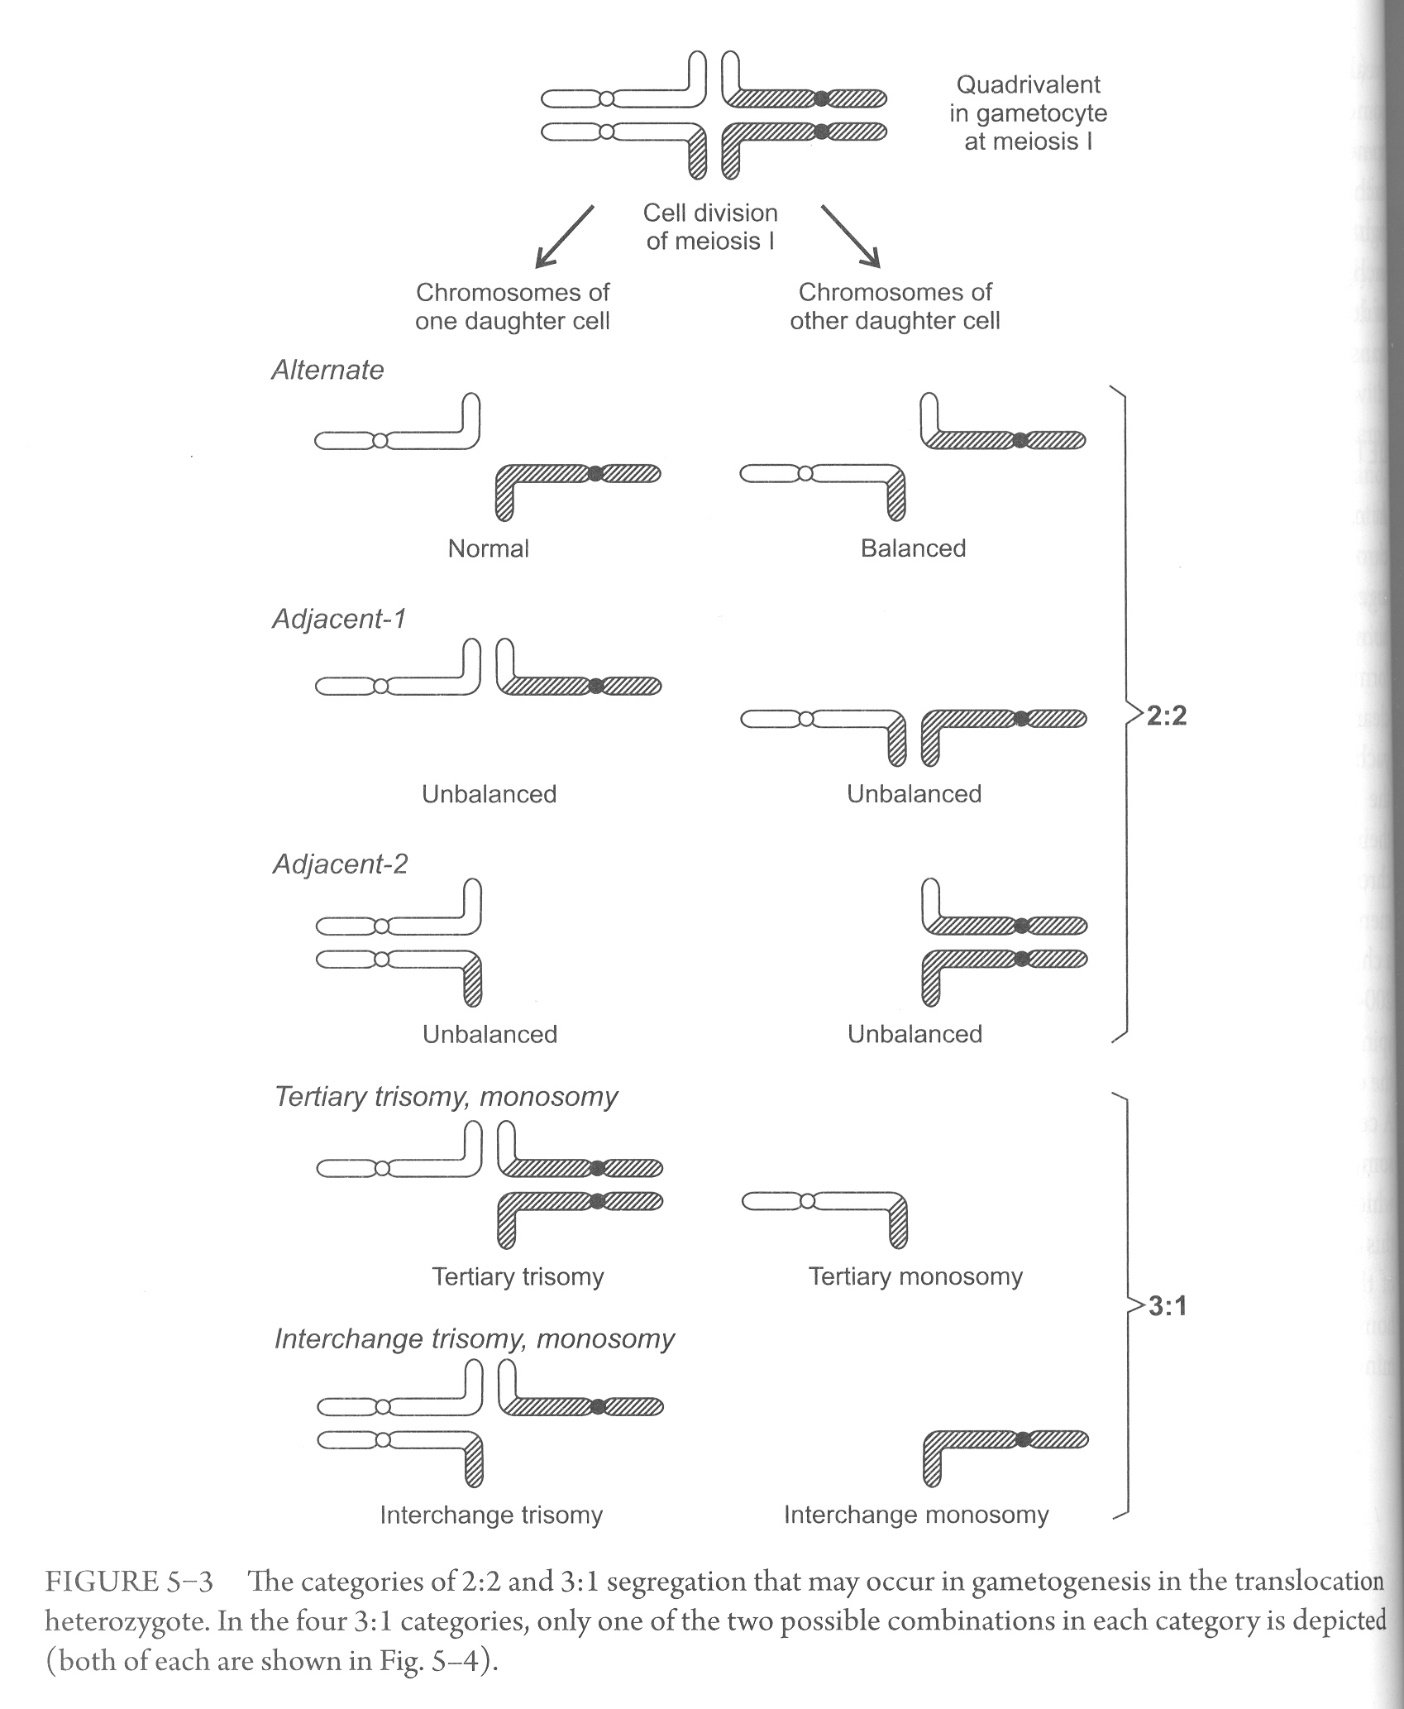 Quadrivalent
in gametocyte
at meiosis I
Cell division
of meiosis I
Chromosomes of
one daughter cell
Chromosomes of
other daughter cell
Alternate
Normal
Balanced
Adjacent-1
Unbalanced
Unbalanced
2:2
Adjacent-2
Unbalanced
Unbalanced
Tertiary trisomy, monosomy
Tertiary trisomy
Tertiary monosomy
3:1
Interchange trisomy, monosomy
Interchange trisomy
Interchange monosomy
FIGURE 5–3 The categories of 2:2 and 3:1 segregation that may occur in gametogenesis in the translocation
heterozygote. In the four 3:1 categories, only one of the two possible combinations in each category is depicted
(both of each are shown in Fig. 5–4).